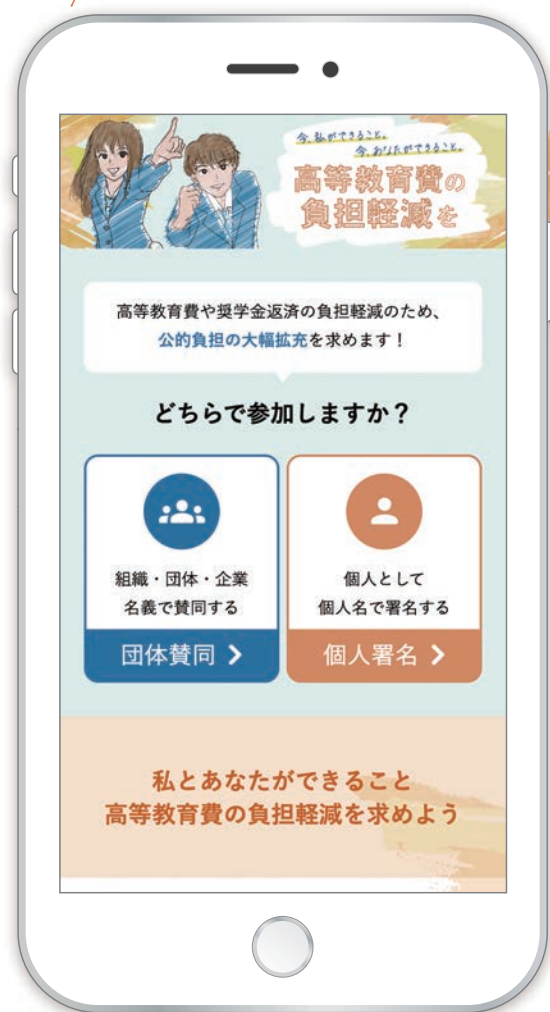 今、私ができること。
今、あなたができること。
高等教育費の
負担軽減を
高等教育費や奨学金返済の負担軽減のため、
公的負担の大幅拡充を求めます！
どちらで参加しますか？
組織・団体・企業
名義で賛同する
団体賛同
個人として
個人名で署名する
個人署名
私とあなたができること
高等教育費の負担軽減を求めよう